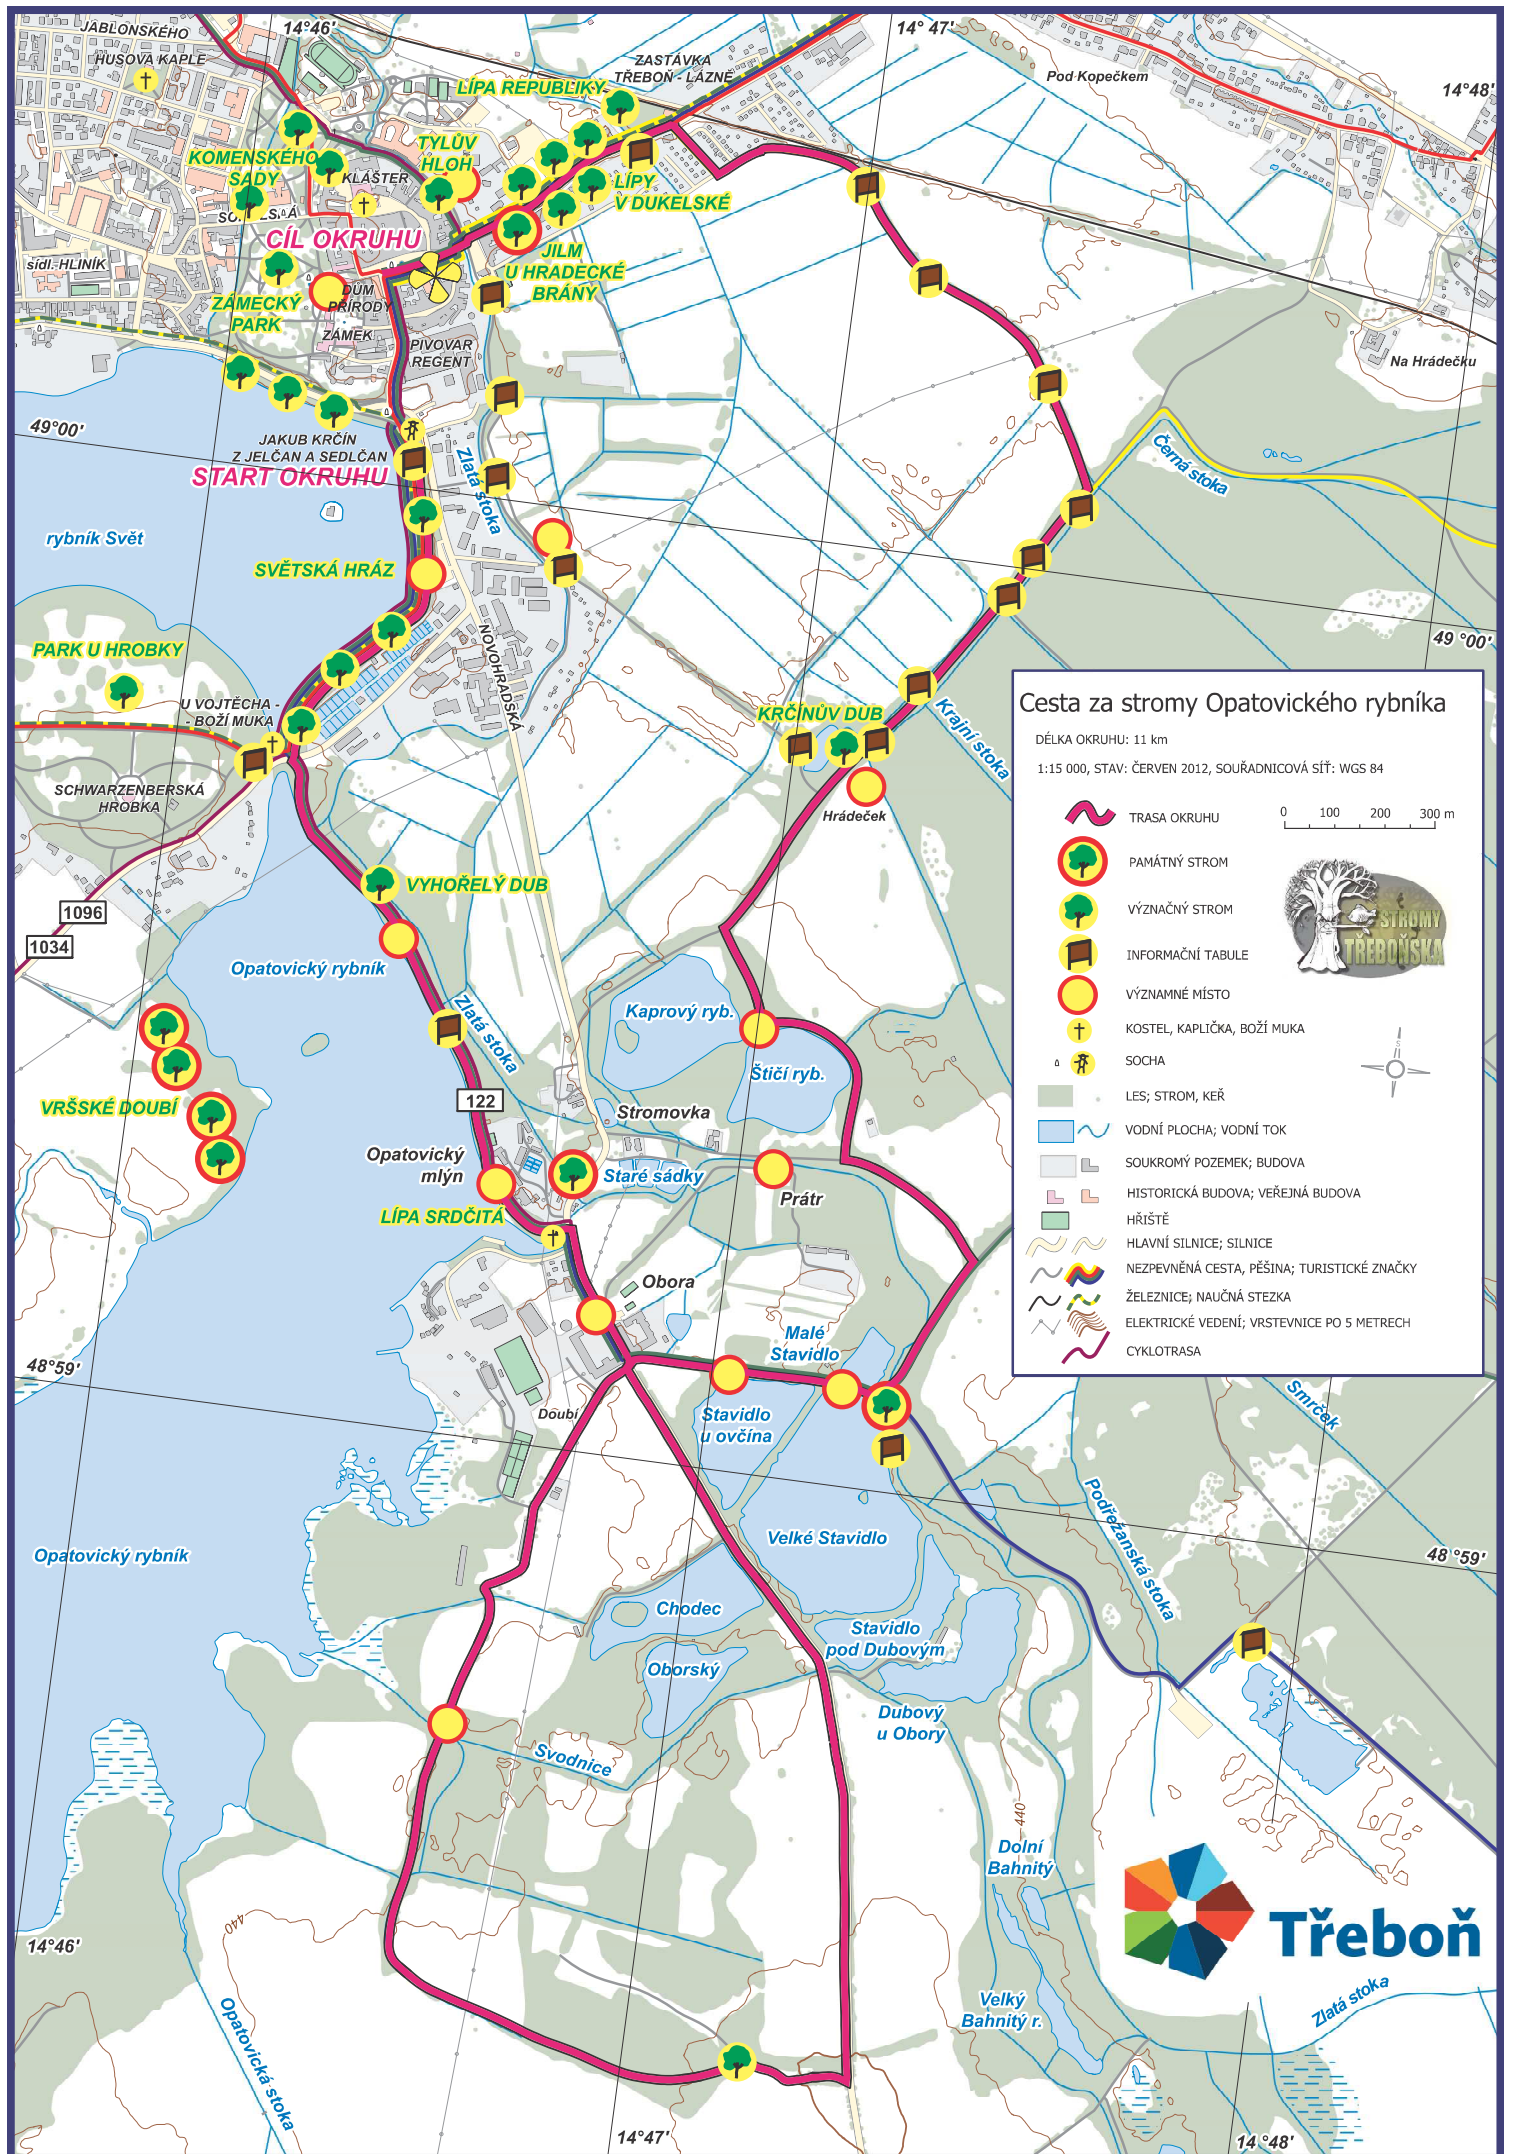 JABLONSKÉHO
14°46'
14° 47'
HUSOVA KAPLE
ZASTÁVKA
TŘEBOŇ - LÁZNĚ
Pod Kopečkem
14°48'
LÍPA REPUBLIKY
TYLŮV
HLOH
KOMENSKÉHO
SADY
KLÁŠTER
LÍPY
V DUKELSKÉ
CÍL OKRUHU
JILM
U HRADECKÉ
BRÁNY
sídl. HLINÍK
DŮM
PŘÍRODY
ZÁMECKÝ
PARK
ZÁMEK
PIVOVAR
REGENT
Na Hrádečku
49°00'
JAKUB KRČÍN
Z JELČAN A SEDLČAN
START OKRUHU
Zlatá stoka
Černá stoka
rybník Svět
SVĚTSKÁ HRÁZ
NOVOHRADSKÁ
49 °00'
PARK U HROBKY
U VOJTĚCHA -
- BOŽÍ MUKA
KRČÍNŮV DUB
Krajní stoka
SCHWARZENBERSKÁ
HROBKA
Hrádeček
Cesta za stromy Opatovického rybníka
DÉLKA OKRUHU: 11 km
1:15 000, STAV: ČERVEN 2012, SOUŘADNICOVÁ SÍŤ: WGS 84
TRASA OKRUHU
0 100 200 300 m
PAMÁTNÝ STROM
VÝZNAČNÝ STROM
STROMY
TŘEBOŇSKA
INFORMAČNÍ TABULE
VÝZNAMNÉ MÍSTO
KOSTEL, KAPLIČKA, BOŽÍ MUKA
S
SOCHA
LES; STROM, KEŘ
VODNÍ PLOCHA; VODNÍ TOK
SOUKROMÝ POZEMEK; BUDOVA
HISTORICKÁ BUDOVA; VEŘEJNÁ BUDOVA
HŘIŠTĚ
HLAVNÍ SILNICE; SILNICE
NEZPEVNĚNÁ CESTA, PĚŠINA; TURISTICKÉ ZNAČKY
ŽELEZNICE; NAUČNÁ STEZKA
ELEKTRICKÉ VEDENÍ; VRSTEVNICE PO 5 METRECH
CYKLOTRASA
VYHOŘELÝ DUB
1096
1034
Opatovický rybník
Zlatá stoka
Kaprový ryb.
Štičí ryb.
VRŠSKÉ DOUBÍ
122
Stromovka
Opatovický
mlýn
Staré sádky
Prátr
LÍPA SRDČITÁ
Obora
Malé
Stavidlo
48°59'
Doubí
Stavidlo
u ovčína
Smrček
Podřežanská stoka
Velké Stavidlo
Opatovický rybník
48 °59'
Chodec
Stavidlo
pod Dubovým
Oborský
Dubový
u Obory
Svodnice
440
Dolní
Bahnitý
440
Třeboň
14°46'
Opatovická stoka
Velký
Bahnitý r.
Zlatá stoka
14°47'
14 °48'